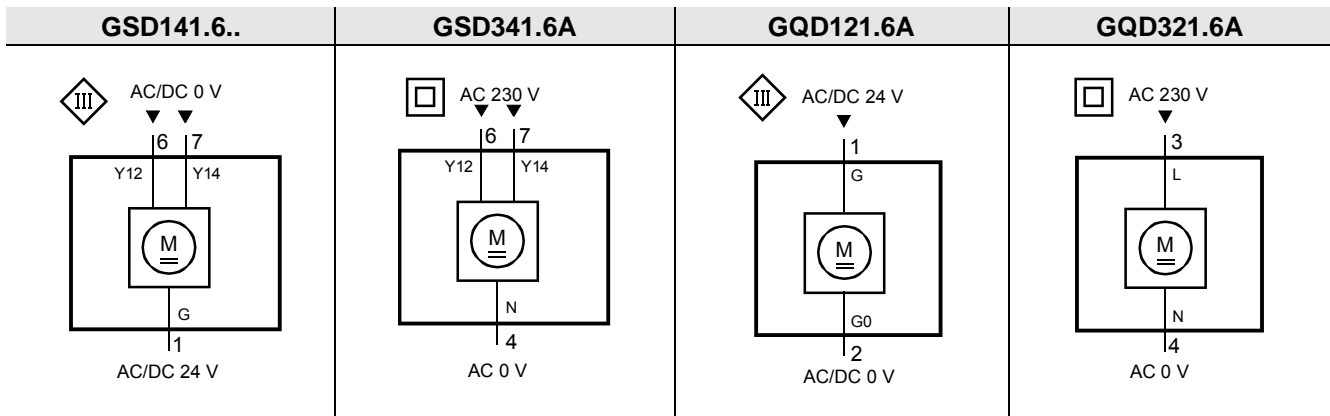 GSD141.6..
AC/DC 0 V
III
6 7
Y12 Y14
M
G
1
AC/DC 24 V
GSD341.6A
AC 230 V
6 7
Y12 Y14
M
N
4
AC 0 V
GQD121.6A
III
AC/DC 24 V
1
G
M
G0
2
AC/DC 0 V
GQD321.6A
AC 230 V
3
L
M
N
4
AC 0 V